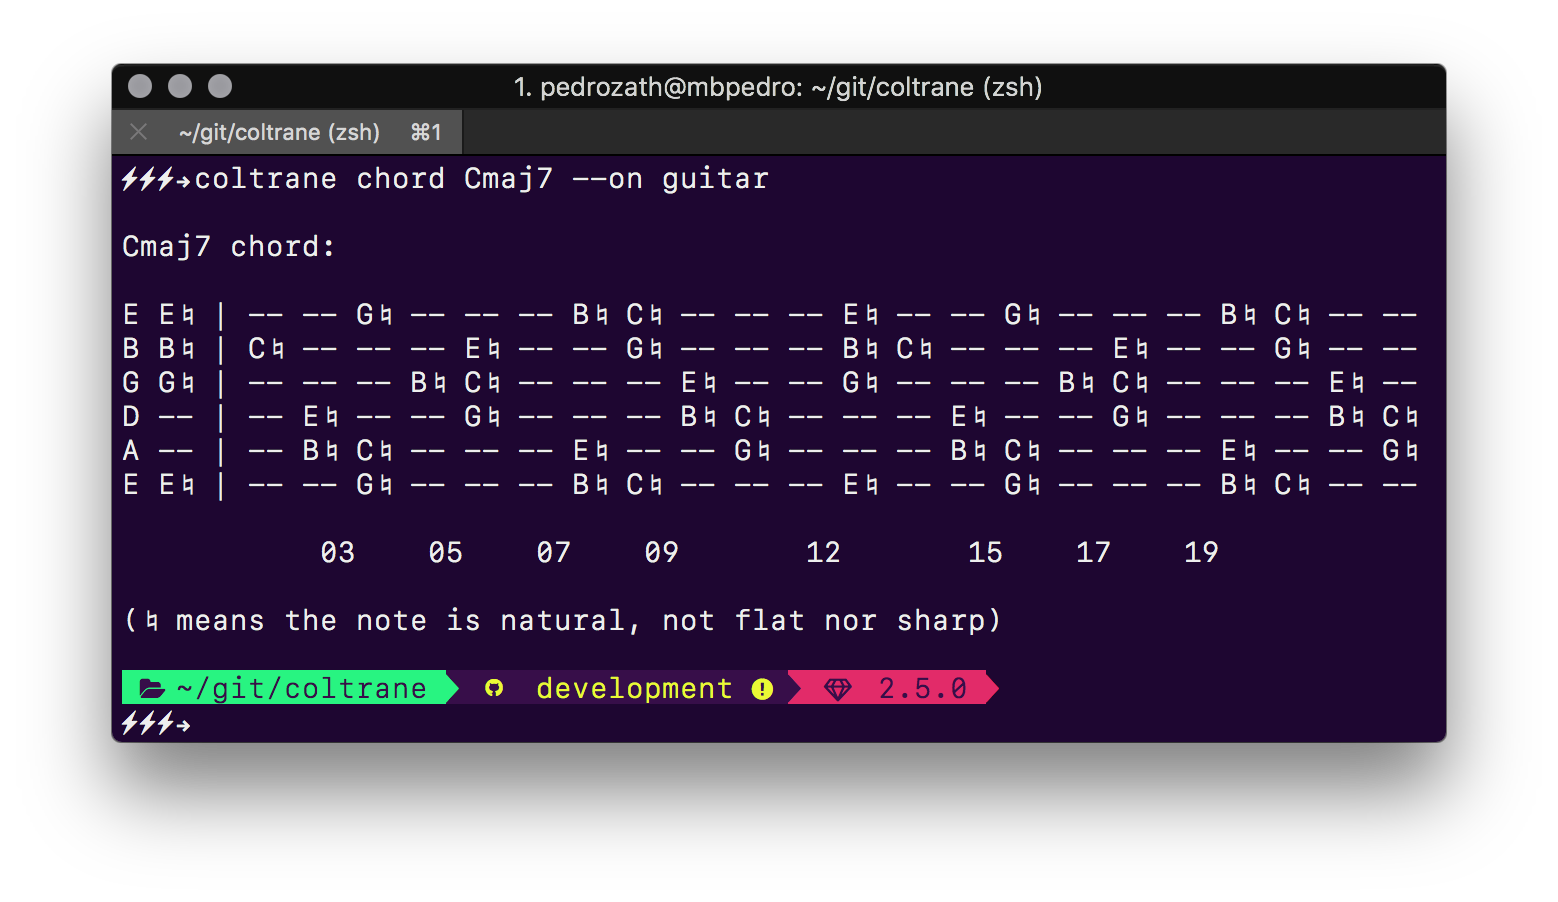 1. pedrozath@mbpedro: ~/git/coltrane (zsh)
~/git/coltrane (zsh) ⌘1
⚡⚡⚡➔coltrane chord Cmaj7 --on guitar
Cmaj7 chord:
E E♮ | -- -- G♮ -- -- -- B♮ C♮ -- -- -- E♮ -- -- G♮ -- -- -- B♮ C♮ -- --
B B♮ | C♮ -- -- -- E♮ -- -- G♮ -- -- -- B♮ C♮ -- -- -- E♮ -- -- G♮ -- --
G G♮ | -- -- -- B♮ C♮ -- -- -- E♮ -- -- G♮ -- -- -- B♮ C♮ -- -- -- E♮ --
D -- | -- E♮ -- -- G♮ -- -- -- B♮ C♮ -- -- -- E♮ -- -- G♮ -- -- -- B♮ C♮
A -- | -- B♮ C♮ -- -- -- E♮ -- -- G♮ -- -- -- B♮ C♮ -- -- -- E♮ -- -- G♮
E E♮ | -- -- G♮ -- -- -- B♮ C♮ -- -- -- E♮ -- -- G♮ -- -- -- B♮ C♮ -- --
03 05 07 09 12 15 17 19
(♮ means the note is natural, not flat nor sharp)
~/git/coltrane development ! 2.5.0
⚡⚡⚡➔